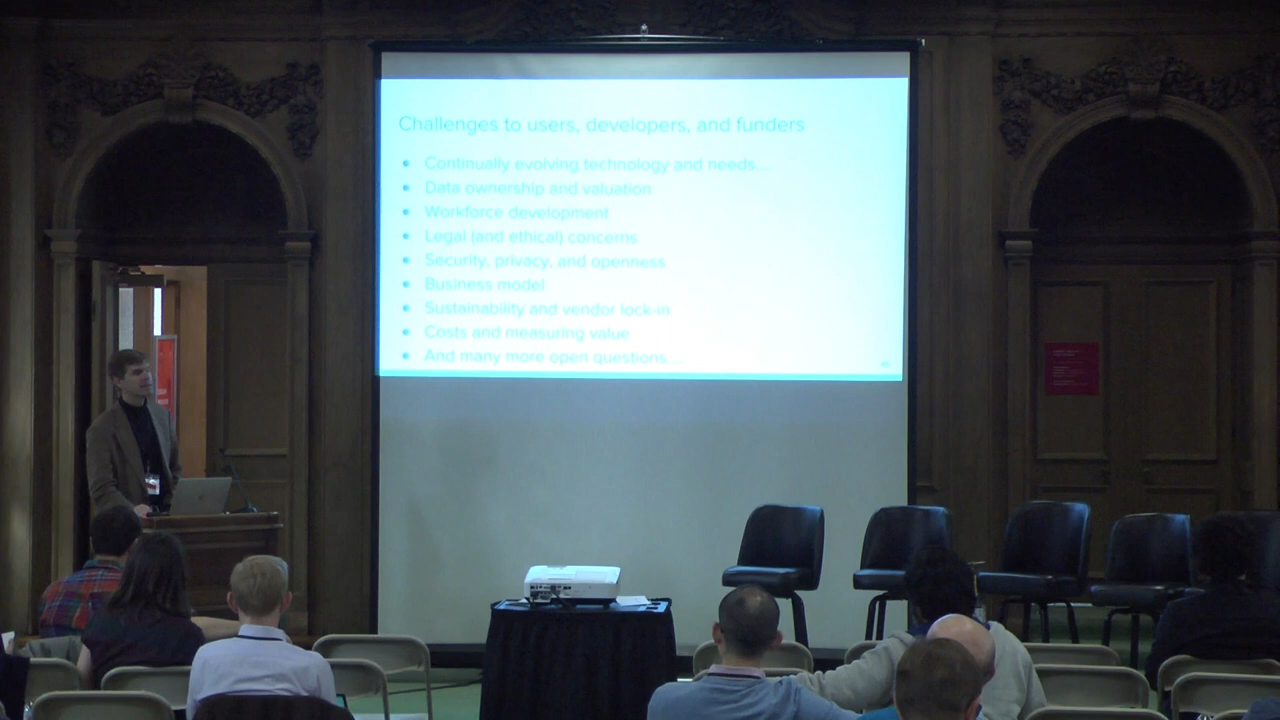 Challenges to users, developers, and funders
● Continually evolving technology and needs...
● Data ownership and valuation
● Workforce development
● Legal (and ethical) concerns
● Security, privacy, and openness
● Business model
● Sustainability and vendor lock-in
● Costs and measuring value
● And many more open questions...